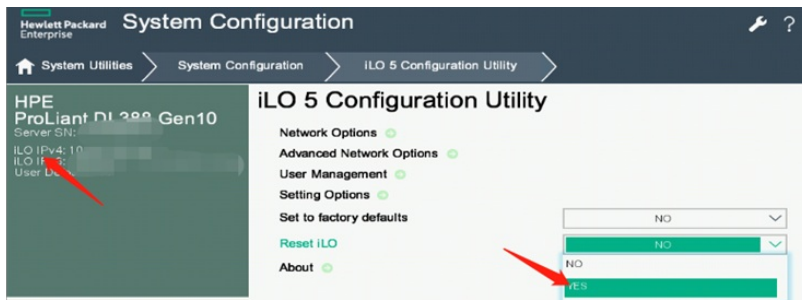 Hewlett Packard
Enterprise
System Configuration
?
System Utilities
System Configuration
iLO 5 Configuration Utility
HPE
ProLiant DL388 Gen10
Server SN:
iLO IPv4: 10
iLO
User
iLO 5 Configuration Utility
Network Options
Advanced Network Options
User Management
Setting Options
Set to factory defaults
NO
Reset iLO
NO
NO
YES
About